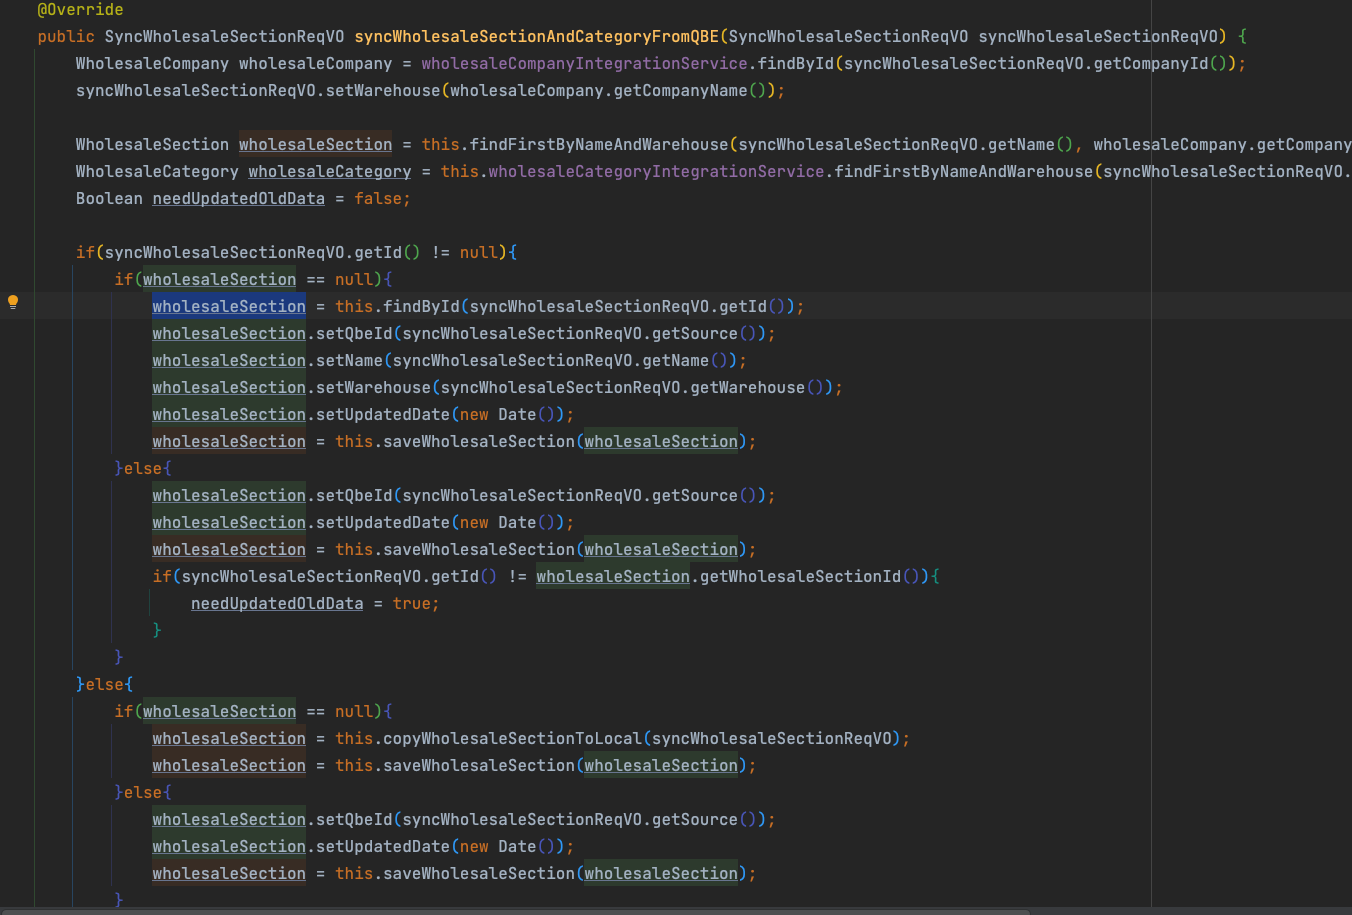 @Override
public SyncWholesaleSectionReqVO syncWholesaleSectionAndCategoryFromQBE(SyncWholesaleSectionReqVO syncWholesaleSectionReqVO) {
WholesaleCompany wholesaleCompany = wholesaleCompanyIntegrationService.findById(syncWholesaleSectionReqVO.getCompanyId());
syncWholesaleSectionReqVO.setWarehouse(wholesaleCompany.getCompanyName());
WholesaleSection wholesaleSection = this.findFirstByNameAndWarehouse(syncWholesaleSectionReqVO.getName(), wholesaleCompany.getCompany
WholesaleCategory wholesaleCategory = this.wholesaleCategoryIntegrationService.findFirstByNameAndWarehouse(syncWholesaleSectionReqVO.
Boolean needUpdatedOldData = false;
if(syncWholesaleSectionReqVO.getId() != null){
if(wholesaleSection == null){
wholesaleSection = this.findById(syncWholesaleSectionReqVO.getId());
wholesaleSection.setQbeId(syncWholesaleSectionReqVO.getSource());
wholesaleSection.setName(syncWholesaleSectionReqVO.getName());
wholesaleSection.setWarehouse(syncWholesaleSectionReqVO.getWarehouse());
wholesaleSection.setUpdatedDate(new Date());
wholesaleSection = this.saveWholesaleSection(wholesaleSection);
}else{
wholesaleSection.setQbeId(syncWholesaleSectionReqVO.getSource());
wholesaleSection.setUpdatedDate(new Date());
wholesaleSection = this.saveWholesaleSection(wholesaleSection);
if(syncWholesaleSectionReqVO.getId() != wholesaleSection.getWholesaleSectionId()){
needUpdatedOldData = true;
}
}
}else{
if(wholesaleSection == null){
wholesaleSection = this.copyWholesaleSectionToLocal(syncWholesaleSectionReqVO);
wholesaleSection = this.saveWholesaleSection(wholesaleSection);
}else{
wholesaleSection.setQbeId(syncWholesaleSectionReqVO.getSource());
wholesaleSection.setUpdatedDate(new Date());
wholesaleSection = this.saveWholesaleSection(wholesaleSection);
}